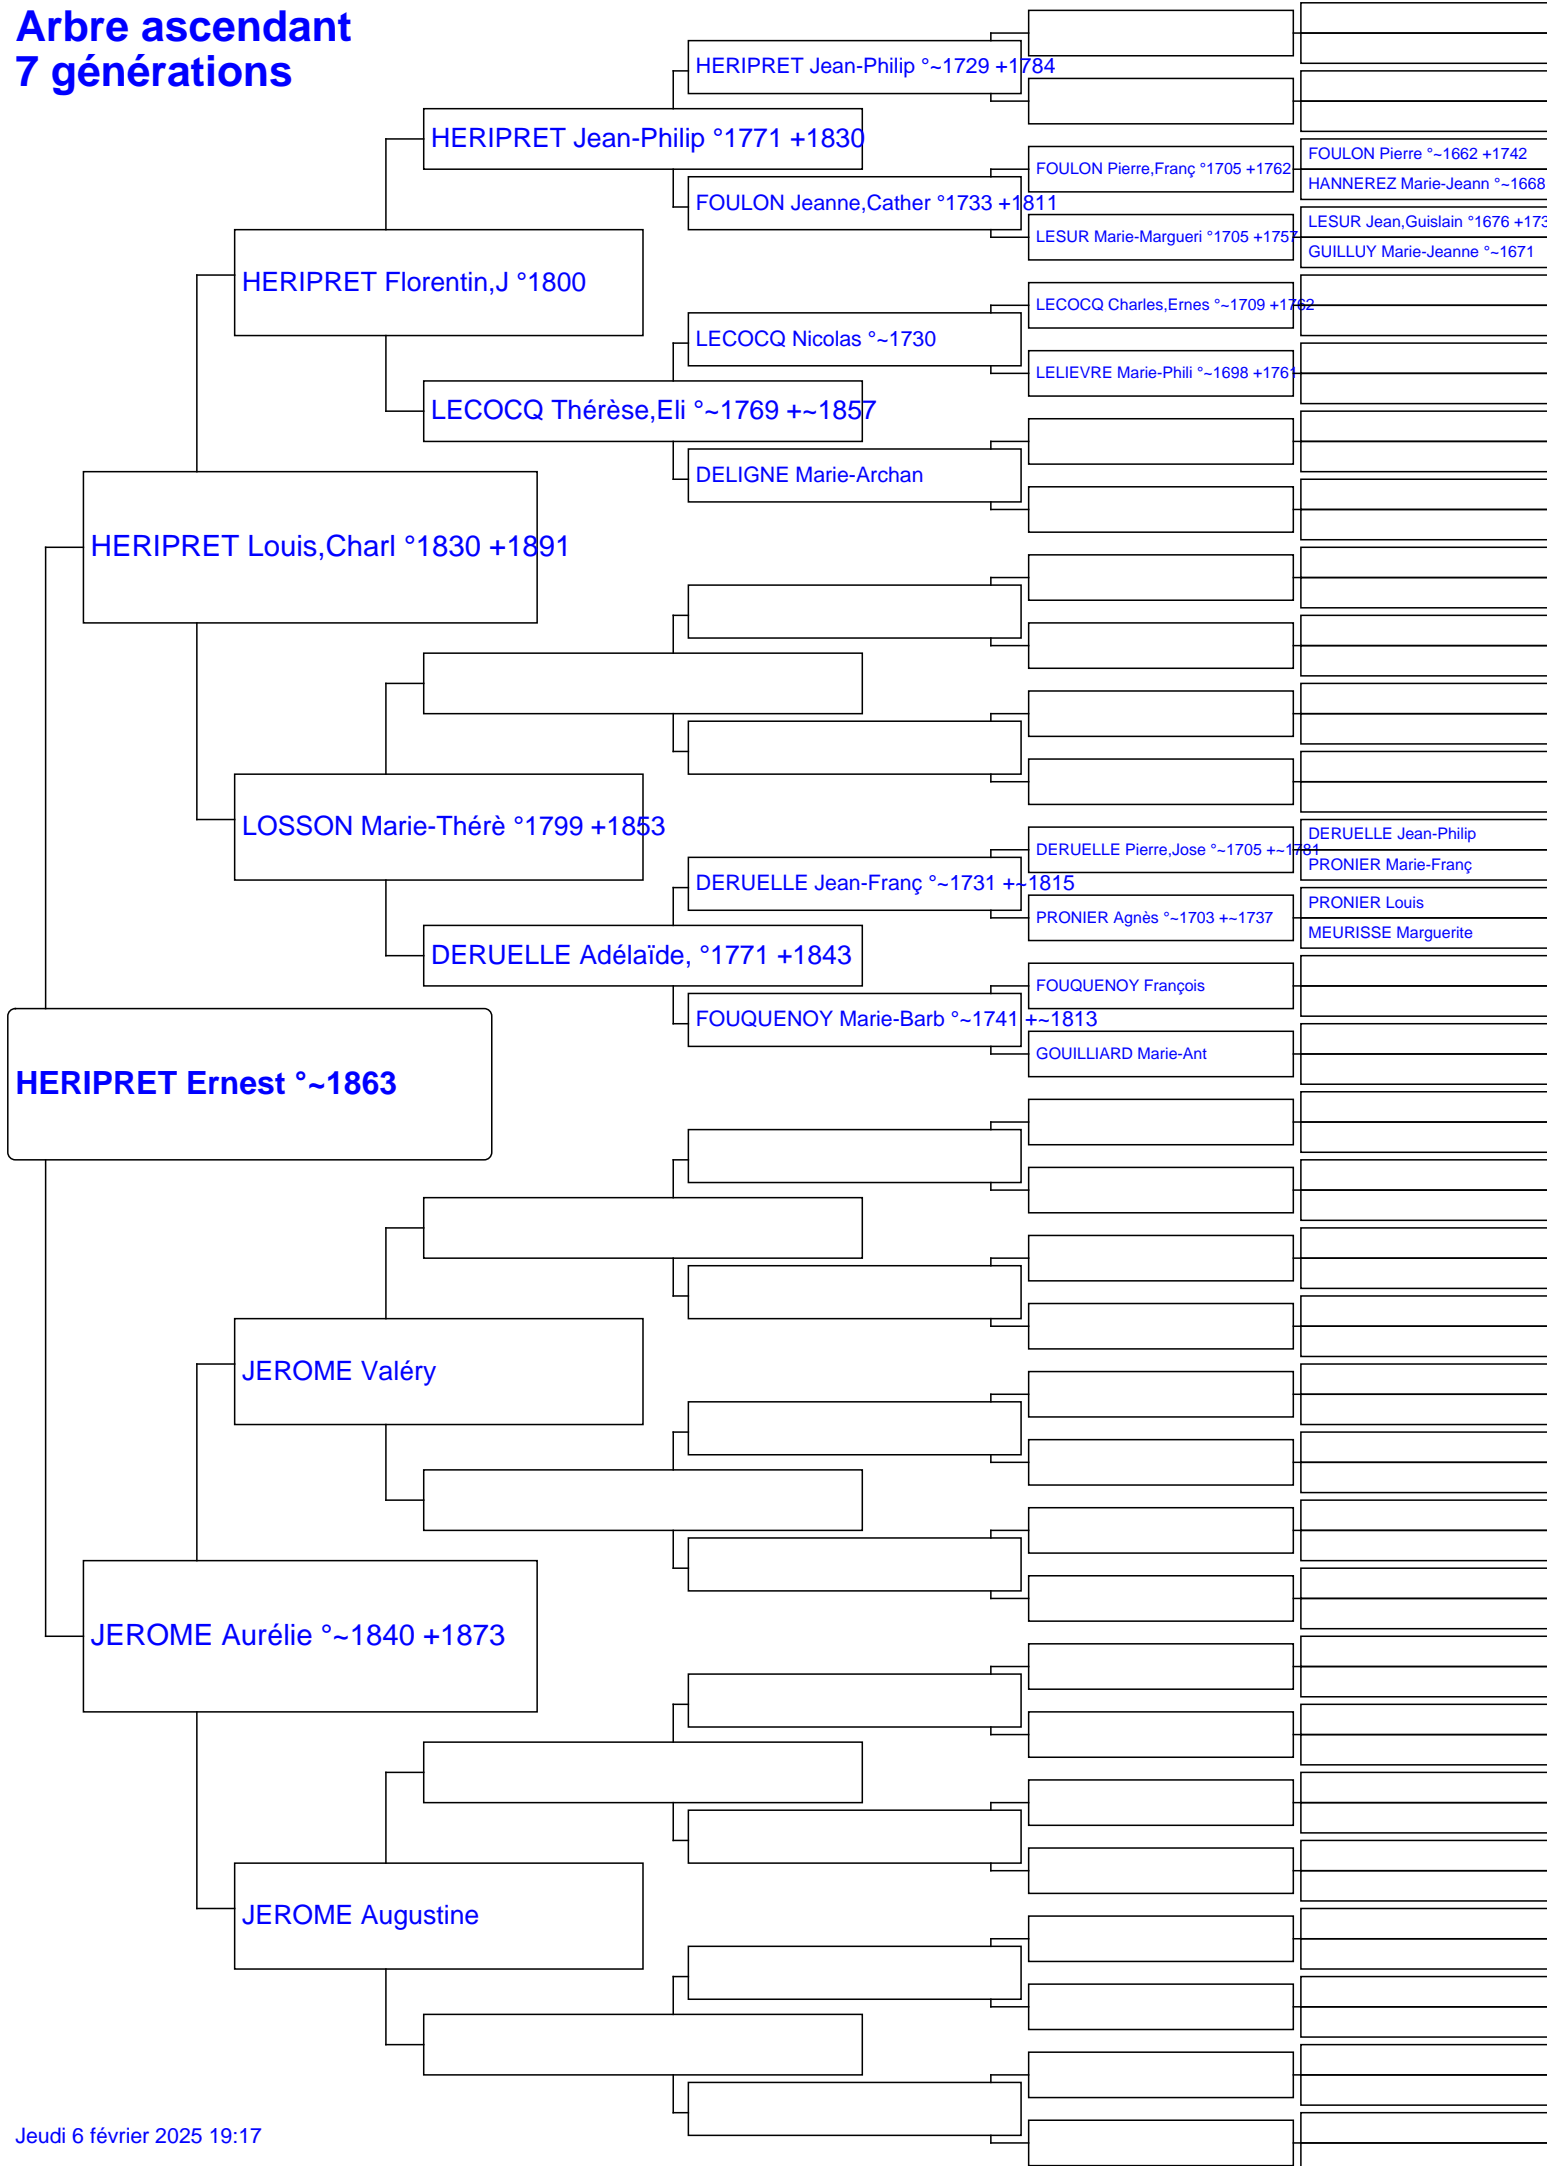 Arbre ascendant
7 générations
HERIPRET Jean-Philip °~1729 +1784
HERIPRET Jean-Philip °1771 +1830
FOULON Pierre °~1662 +1742
FOULON Pierre,Franç °1705 +1762
HANNEREZ Marie-Jeann °~1668
FOULON Jeanne,Cather °1733 +1811
LESUR Jean,Guislain °1676 +173
LESUR Marie-Margueri °1705 +1757
GUILLUY Marie-Jeanne °~1671
HERIPRET Florentin,J °1800
LECOCQ Charles,Ernes °~1709 +1762
LECOCQ Nicolas °~1730
LELIEVRE Marie-Phili °~1698 +1761
LECOCQ Thérèse,Eli °~1769 +~1857
DELIGNE Marie-Archan
HERIPRET Louis,Charl °1830 +1891
LOSSON Marie-Thérè °1799 +1853
DERUELLE Jean-Philip
DERUELLE Pierre,Jose °~1705 +~1781
PRONIER Marie-Franç
DERUELLE Jean-Franç °~1731 +~1815
PRONIER Louis
PRONIER Agnès °~1703 +~1737
MEURISSE Marguerite
DERUELLE Adélaïde, °1771 +1843
FOUQUENOY François
FOUQUENOY Marie-Barb °~1741 +~1813
GOUILLIARD Marie-Ant
HERIPRET Ernest °~1863
JEROME Valéry
JEROME Aurélie °~1840 +1873
JEROME Augustine
Jeudi 6 février 2025 19:17